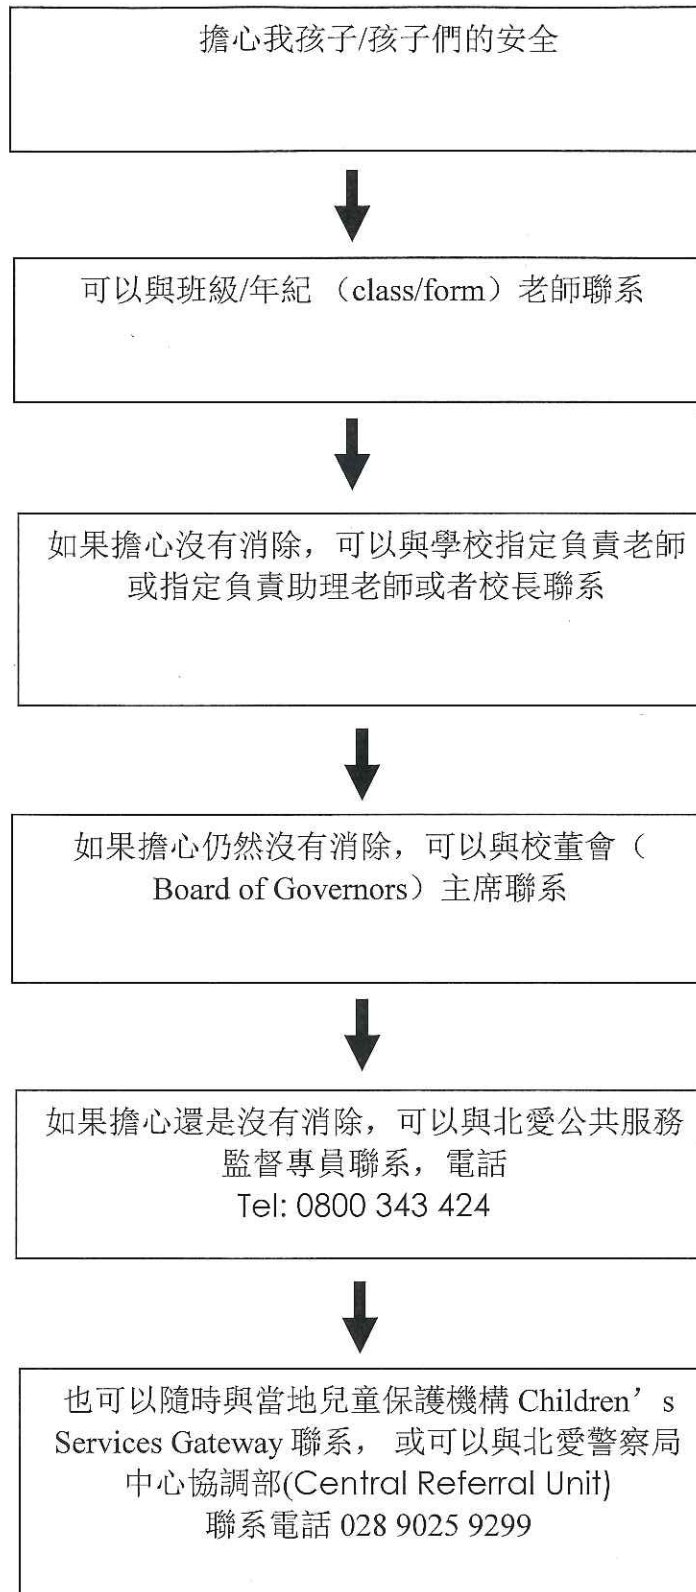 擔心我孩子/孩子們的安全
可以與班級/年紀 （class/form）老師聯系
如果擔心沒有消除，可以與學校指定負責老師
或指定負責助理老師或者校長聯系
如果擔心仍然沒有消除，可以與校董會（
Board of Governors）主席聯系
如果擔心還是沒有消除，可以與北愛公共服務
監督專員聯系，電話
Tel: 0800 343 424
也可以隨時與當地兒童保護機構 Children’s
Services Gateway 聯系， 或可以與北愛警察局
中心協調部(Central Referral Unit)
聯系電話 028 9025 9299